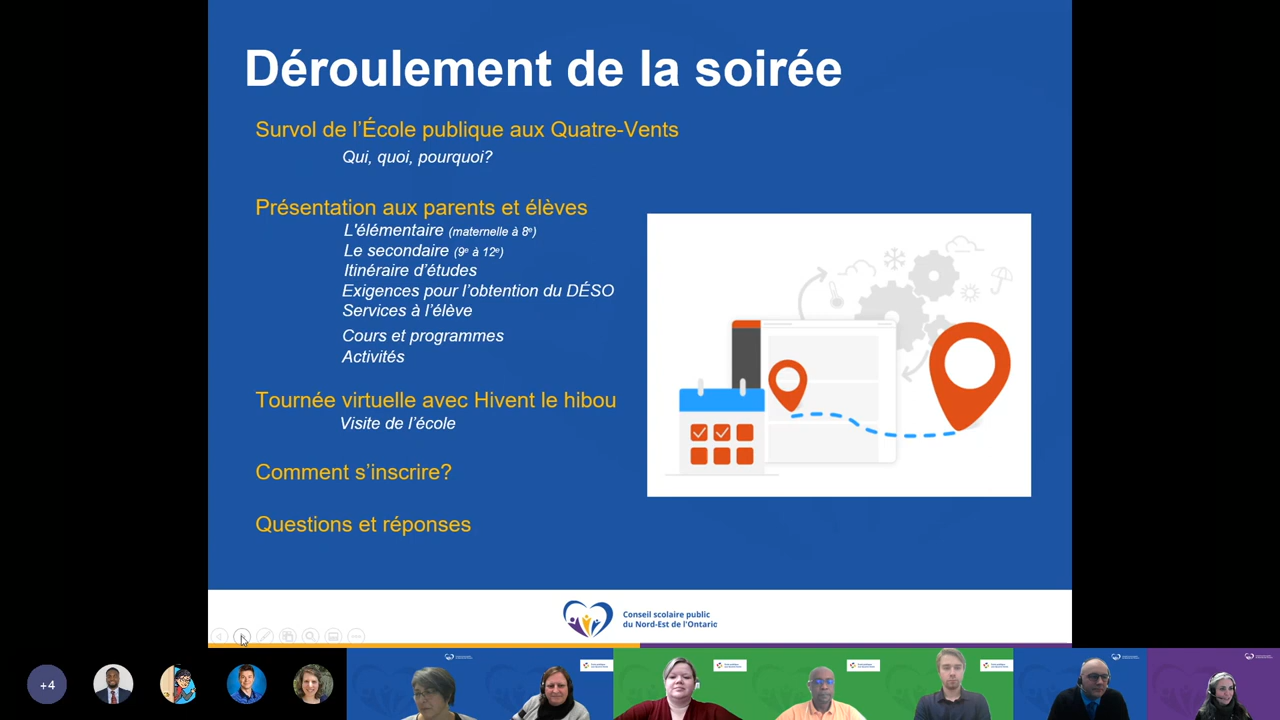 Déroulement de la soirée
Survol de l’École publique aux Quatre-Vents
Qui, quoi, pourquoi?
Présentation aux parents et élèves
L'élémentaire (maternelle à 8e)
Le secondaire (9e à 12e)
Itinéraire d’études
Exigences pour l’obtention du DÉSO
Services à l’élève
Cours et programmes
Activités
Tournée virtuelle avec Hivent le hibou
Visite de l’école
Comment s’inscrire?
Questions et réponses
Conseil scolaire public
du Nord-Est de l'Ontario
+4